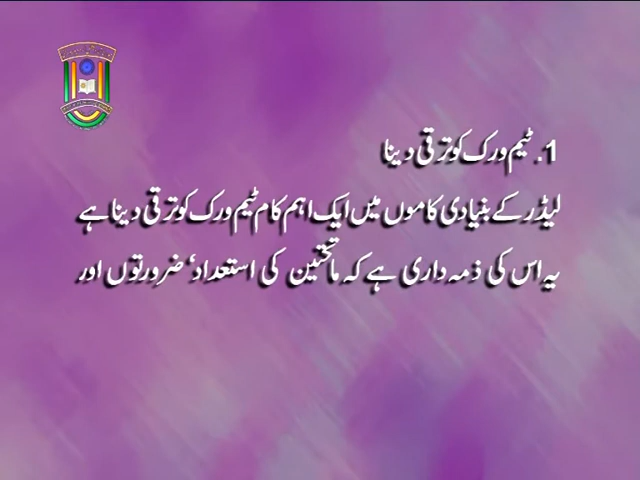 1. ٹیم ورک کو ترقی دینا
لیڈر کے بنیادی کاموں میں ایک اہم کام ٹیم ورک کو ترقی دینا ہے
یہ اس کی ذمہ داری ہے کہ ماتحتین کی استعداد‘ ضرورتوں اور